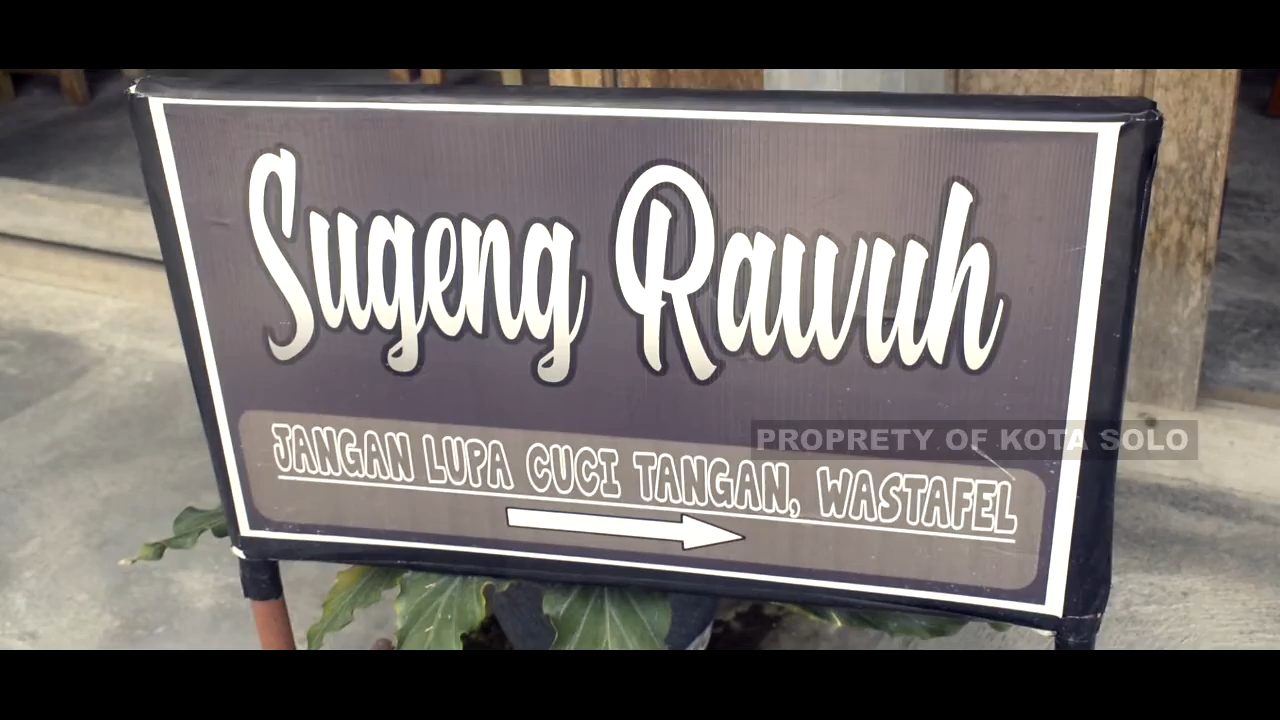 Sugeng Rawuh
PROPRETY OF KOTA SOLO
JANGAN LUPA CUCI TANGAN, WASTAFEL